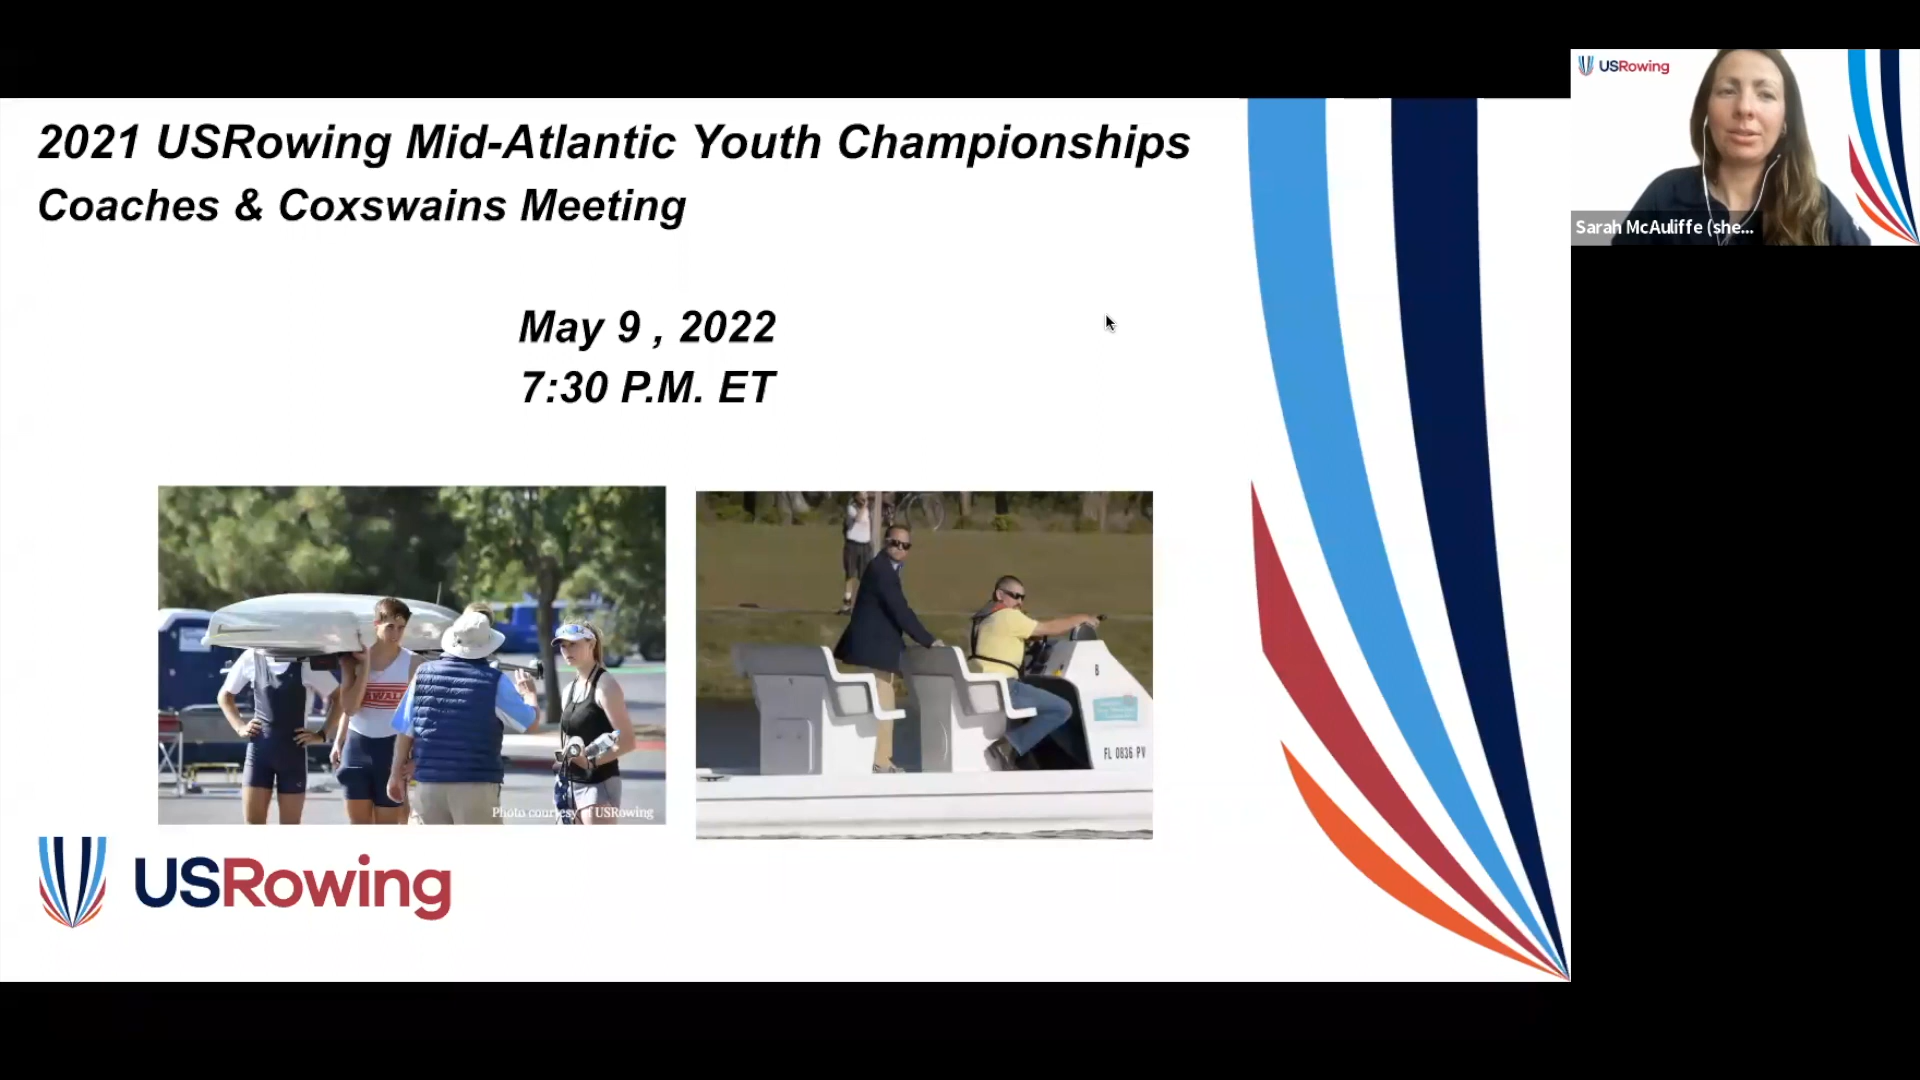 2021 USRowing Mid-Atlantic Youth Championships
Coaches & Coxswains Meeting
May 9 , 2022
7:30 P.M. ET
USRowing
Sarah McAuliffe (she...
Photo courtesy of USRowing
B
FL 0836 PV
USRowing